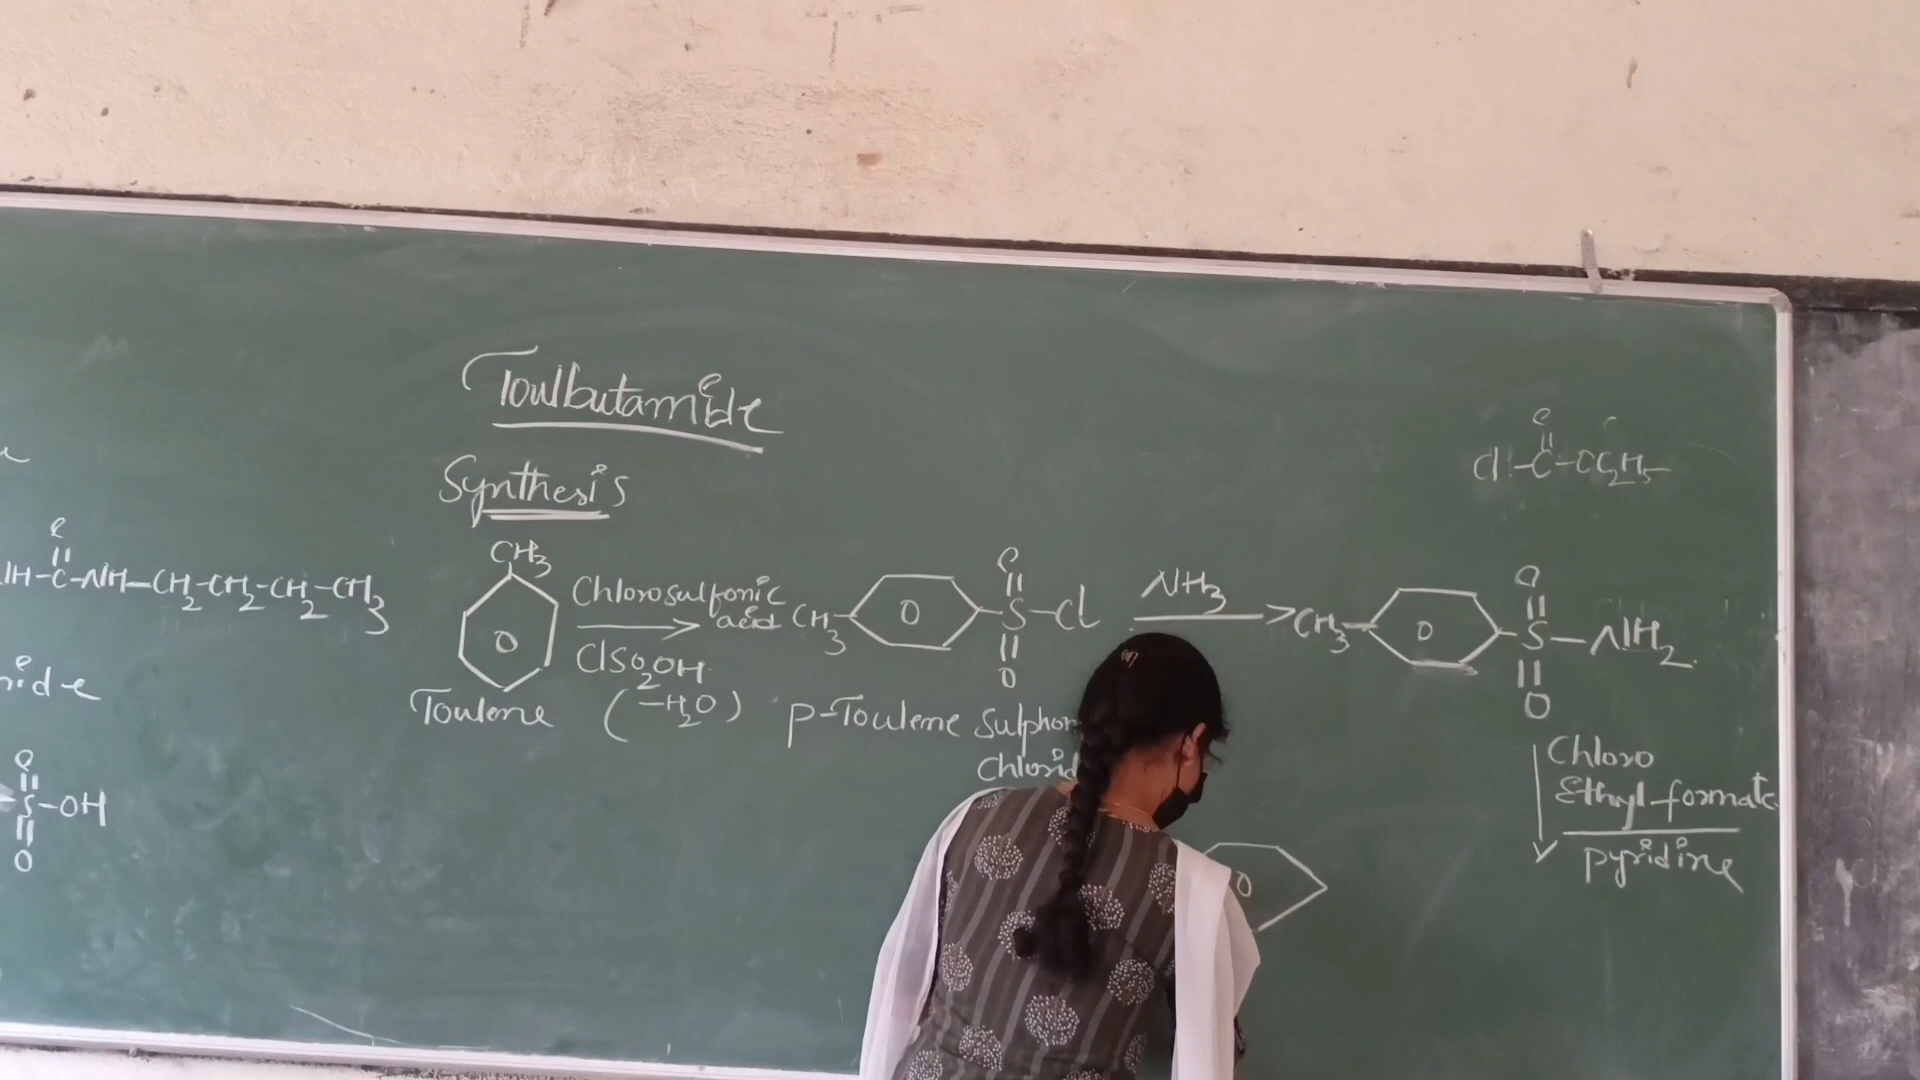 Toulbutamide
Synthesis
Cl-C-OC2H5
O
NH-C-NH-CH2-CH2-CH2-CH3
CH3
Chlorosulfonic
acid
ClSO2OH
(-H2O)
Toulene
CH3
O
S-Cl
O
p-Toulene Sulphon
Chlorid
NH3
CH3
O
S-NH2
O
Chloro
Ethyl formate
pyridine
O
S-OH
O